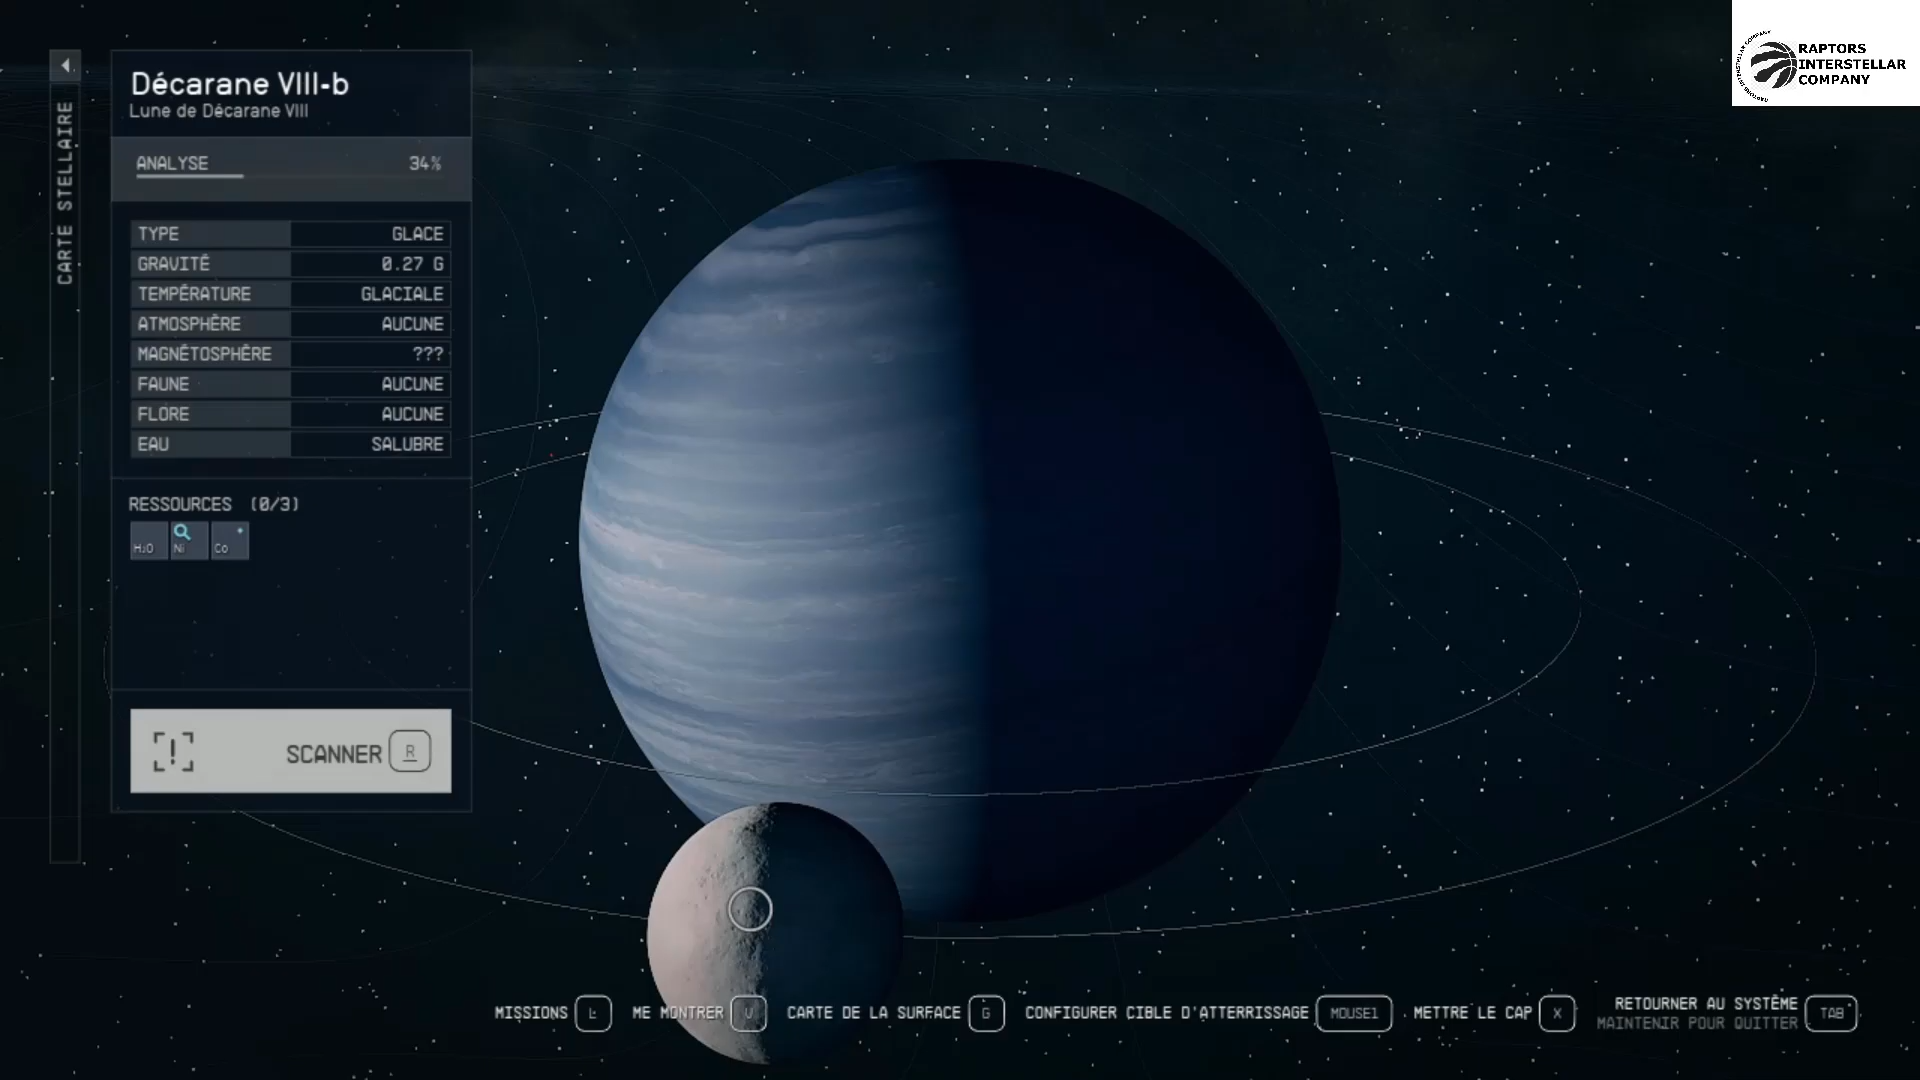 CARTE STELLAIRE
Décarane VIII-b
Lune de Décarane VIII
ANALYSE 34%
TYPE GLACE
GRAVITÉ 0.27 G
TEMPÉRATURE GLACIALE
ATMOSPHÈRE AUCUNE
MAGNÉTOSPHÈRE ???
FAUNE AUCUNE
FLORE AUCUNE
EAU SALUBRE
RESSOURCES (0/3)
H2O Ni Co
SCANNER R
RAPTORS
INTERSTELLAR
COMPANY
MISSIONS L ME MONTRER U CARTE DE LA SURFACE G CONFIGURER CIBLE D'ATTERRISSAGE MOUSE1 METTRE LE CAP X RETOURNER AU SYSTÈME TAB
MAINTENIR POUR QUITTER